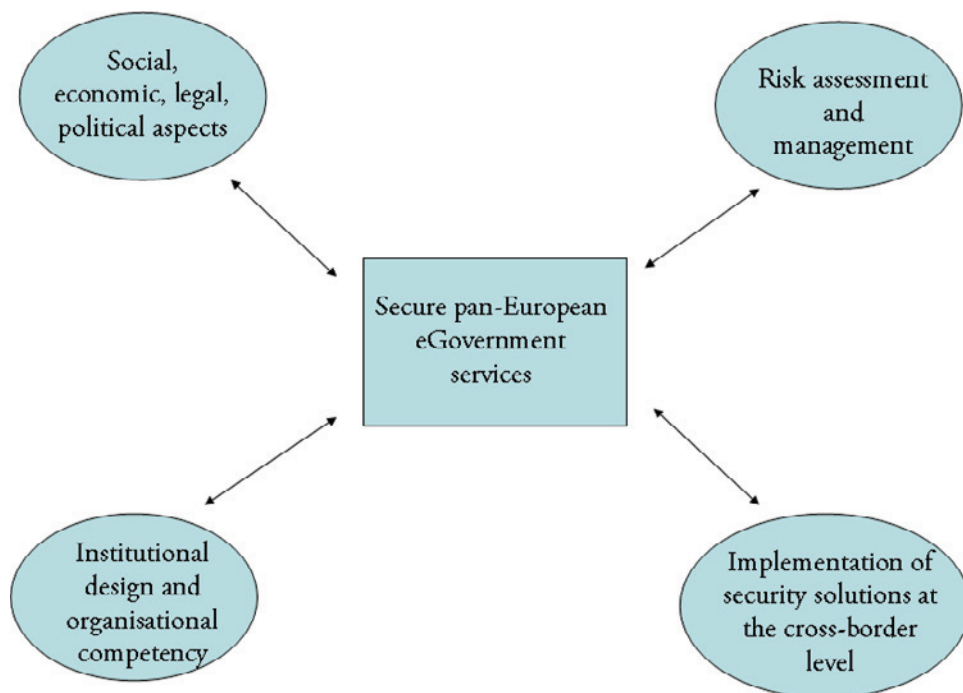 Social,
economic, legal,
political aspects
Risk assessment
and
management
Secure pan-European
eGovernment
services
Institutional
design and
organisational
competency
Implementation of
security solutions at
the cross-border
level